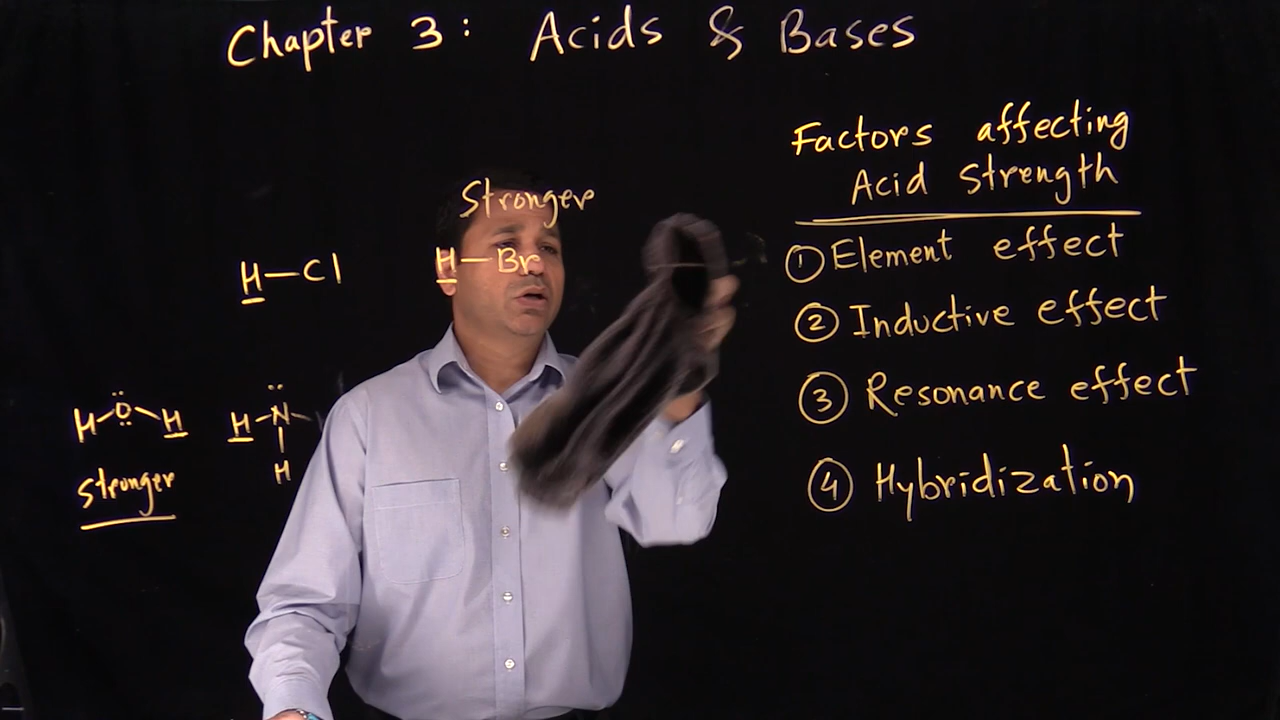 Chapter 3: Acids & Bases
Factors affecting
Acid strength
① Element effect
② Inductive effect
③ Resonance effect
④ Hybridization
Stronger
H—Cl
H—Br
H—Ö—H
H—N—
H
Stronger